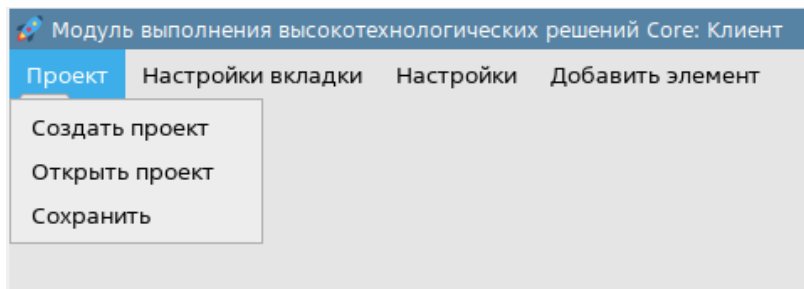 Модуль выполнения высокотехнологических решений Core: Клиент
Проект Настройки вкладки Настройки Добавить элемент
Создать проект
Открыть проект
Сохранить